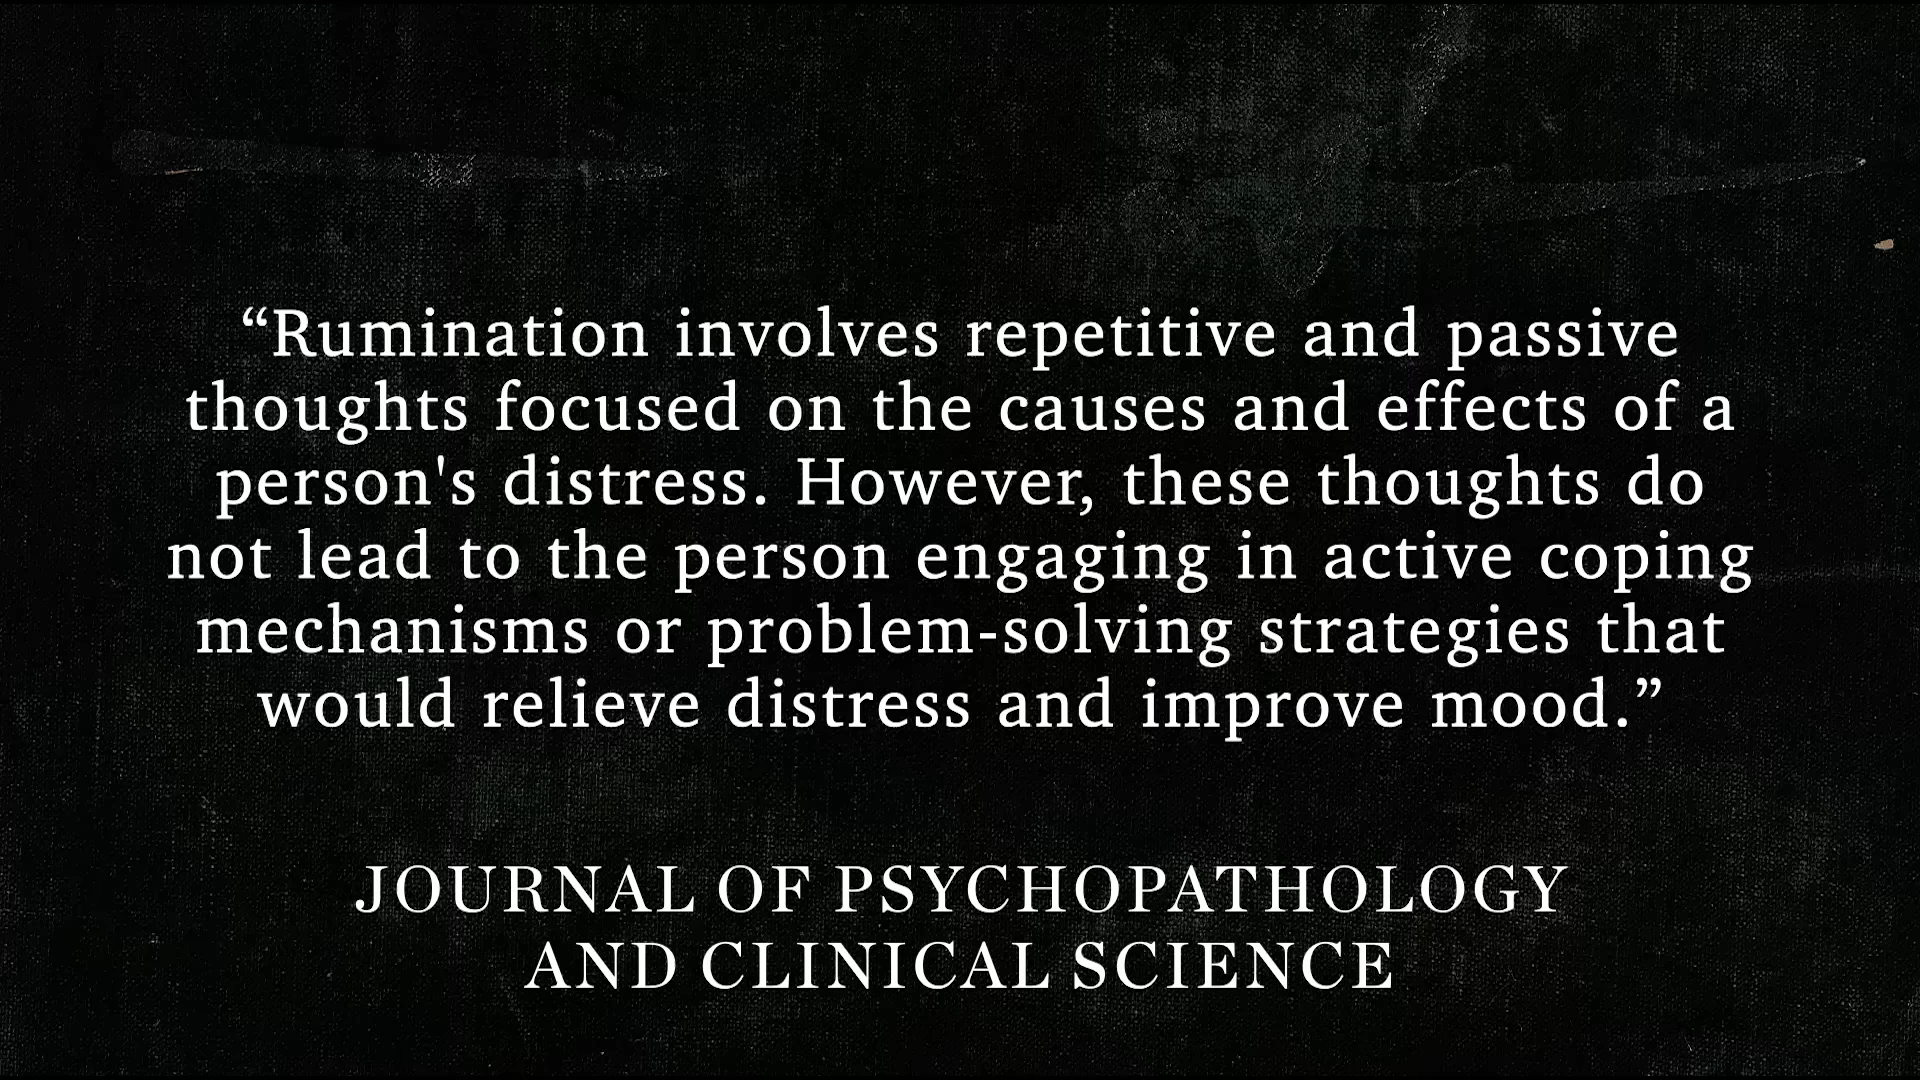 “Rumination involves repetitive and passive
thoughts focused on the causes and effects of a
person's distress. However, these thoughts do
not lead to the person engaging in active coping
mechanisms or problem-solving strategies that
would relieve distress and improve mood.”
JOURNAL OF PSYCHOPATHOLOGY
AND CLINICAL SCIENCE